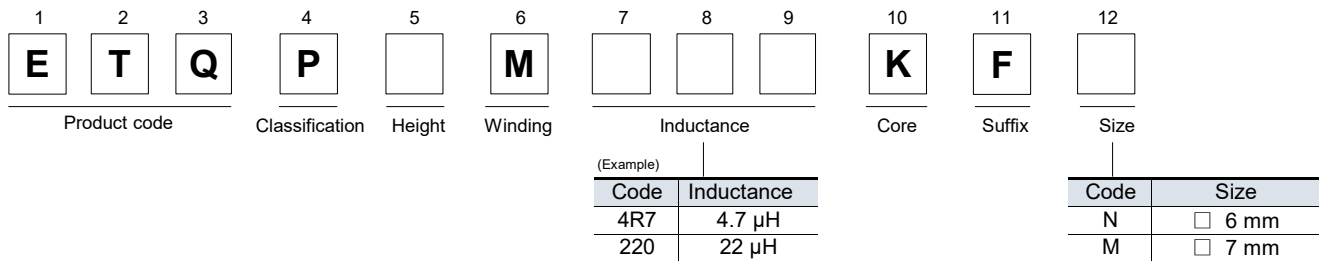 1 2 3 4 5 6 7 8 9 10 11 12
E T Q P M K F
Product code Classification Height Winding Inductance Core Suffix Size
(Example)
Code Inductance Code Size
4R7 4.7 µH N □ 6 mm
220 22 µH M □ 7 mm